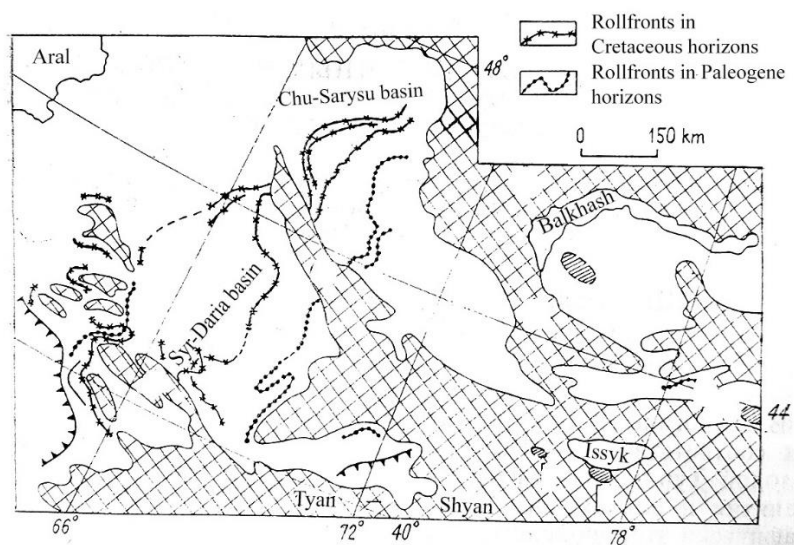 Rollfronts in
Cretaceous horizons
Rollfronts in Paleogene
horizons
0 150 km
Aral
48°
Chu-Sarysu basin
Balkhash
Syr-Daria basin
44
Issyk
Tyan Shyan
66° 72° 40° 78°